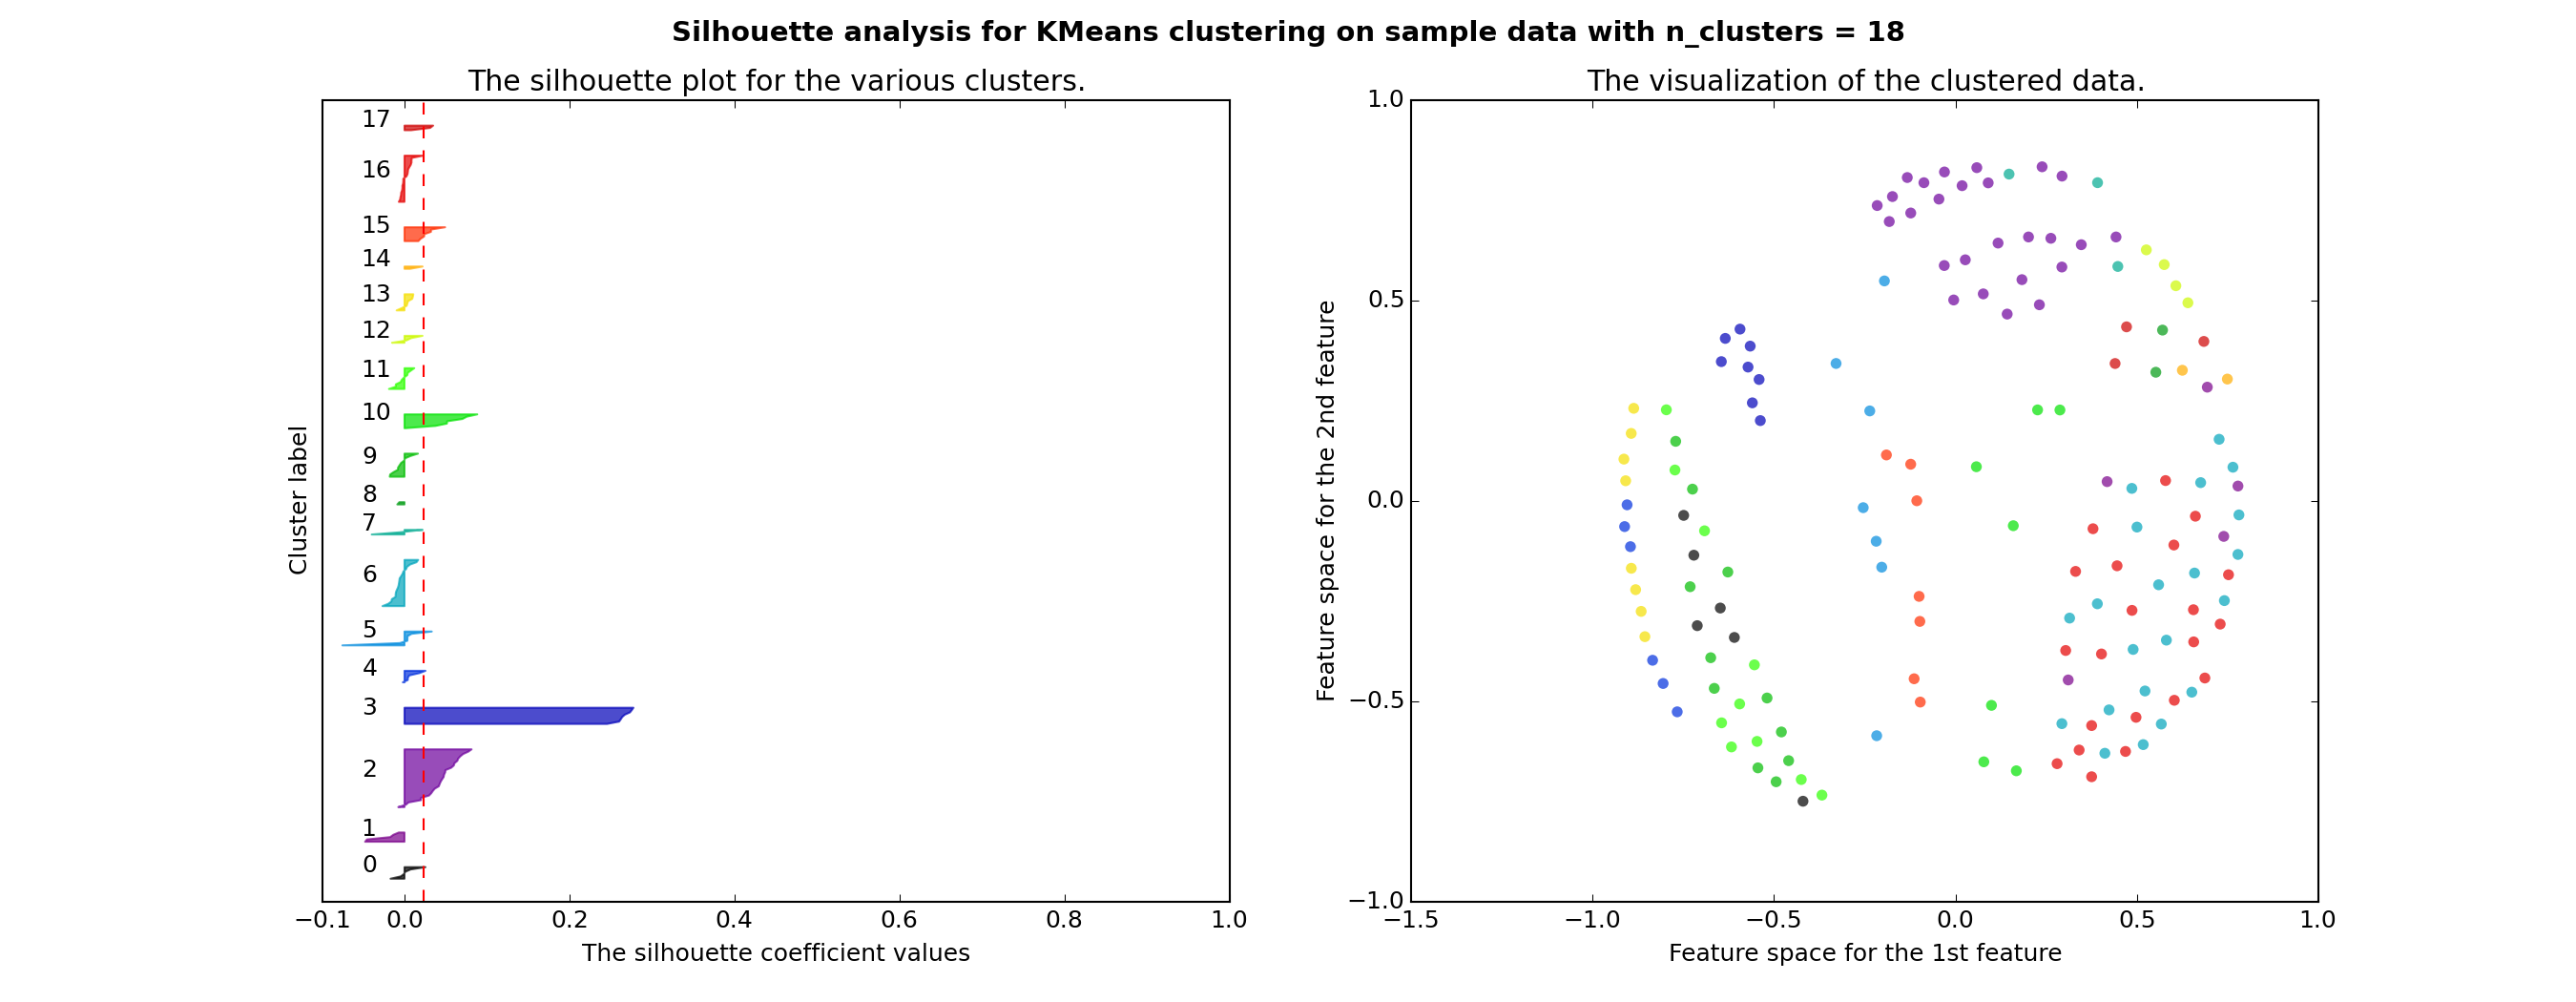 Silhouette analysis for KMeans clustering on sample data with n_clusters = 18
The silhouette plot for the various clusters.
17
16
15
14
13
12
11
10
9
8
7
6
5
4
3
2
1
0
Cluster label
−0.1 0.0 0.2 0.4 0.6 0.8 1.0
The silhouette coefficient values
The visualization of the clustered data.
1.0
0.5
0.0
−0.5
−1.0
Feature space for the 2nd feature
−1.5 −1.0 −0.5 0.0 0.5 1.0
Feature space for the 1st feature